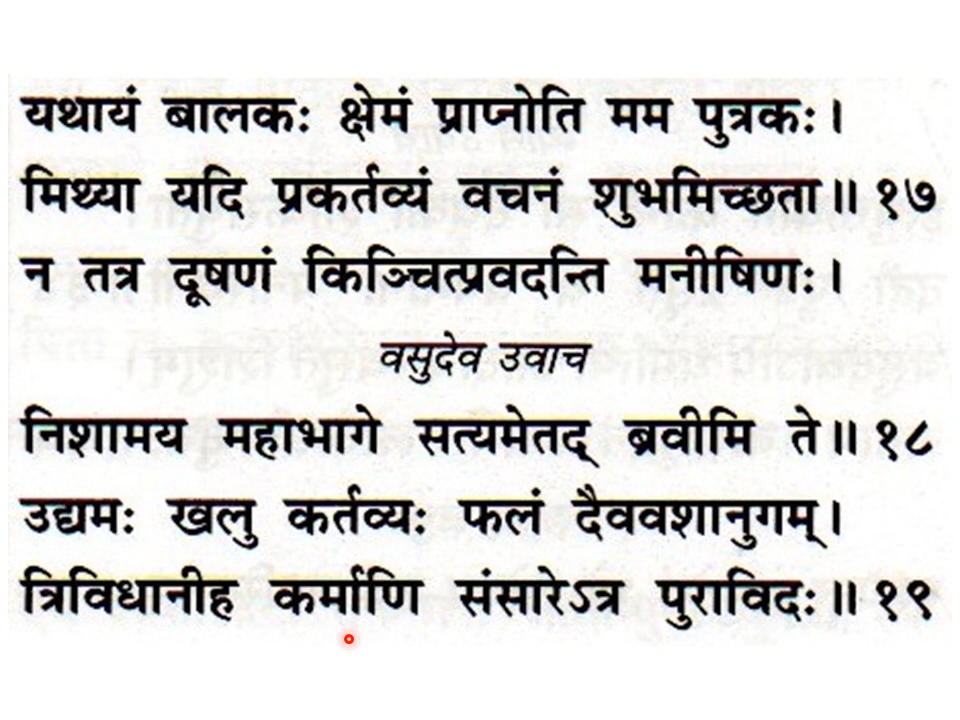 यथायं बालकः क्षेमं प्राप्नोति मम पुत्रकः।
मिथ्या यदि प्रकर्तव्यं वचनं शुभमिच्छता॥ १७
न तत्र दूषणं किञ्चित्प्रवदन्ति मनीषिणः।
वसुदेव उवाच
निशामय महाभागे सत्यमेतद् ब्रवीमि ते॥ १८
उद्यमः खलु कर्तव्यः फलं दैववशानुगम्।
त्रिविधानीह कर्माणि संसारेऽत्र पुराविदः॥ १९